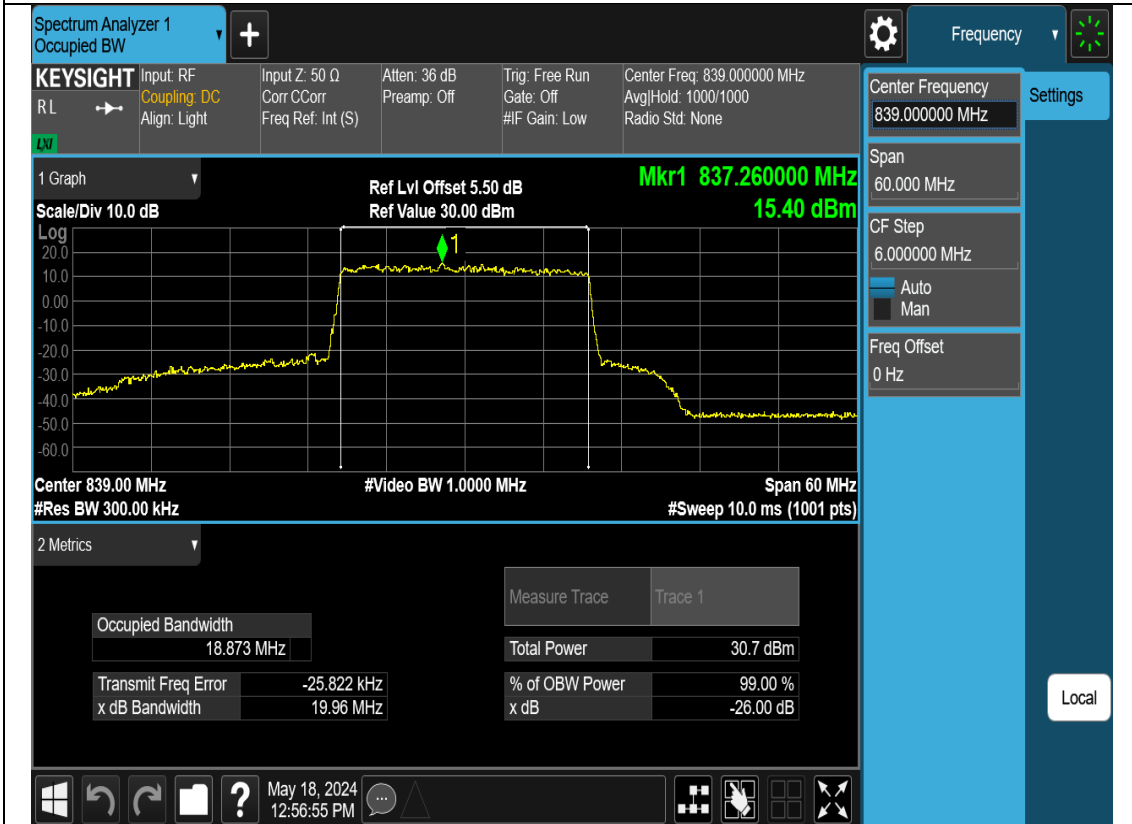 Spectrum Analyzer 1
Occupied BW
Frequency
KEYSIGHT
R L
LXI
Input: RF
Coupling: DC
Align: Light
Input Z: 50 Ω
Corr CCorr
Freq Ref: Int (S)
Atten: 36 dB
Preamp: Off
Trig: Free Run
Gate: Off
#IF Gain: Low
Center Freq: 839.000000 MHz
Avg|Hold: 1000/1000
Radio Std: None
Center Frequency
839.000000 MHz
Settings
Span
60.000 MHz
CF Step
6.000000 MHz
Auto
Man
Freq Offset
0 Hz
Local
1 Graph
Ref Lvl Offset 5.50 dB
Mkr1 837.260000 MHz
Scale/Div 10.0 dB
Ref Value 30.00 dBm
15.40 dBm
Log
1
20.0
10.0
0.00
-10.0
-20.0
-30.0
-40.0
-50.0
-60.0
Center 839.00 MHz
#Video BW 1.0000 MHz
Span 60 MHz
#Res BW 300.00 kHz
#Sweep 10.0 ms (1001 pts)
2 Metrics
Measure Trace Trace 1
Occupied Bandwidth
18.873 MHz
Total Power 30.7 dBm
Transmit Freq Error -25.822 kHz
% of OBW Power 99.00 %
x dB Bandwidth 19.96 MHz
x dB -26.00 dB
?
May 18, 2024
12:56:55 PM